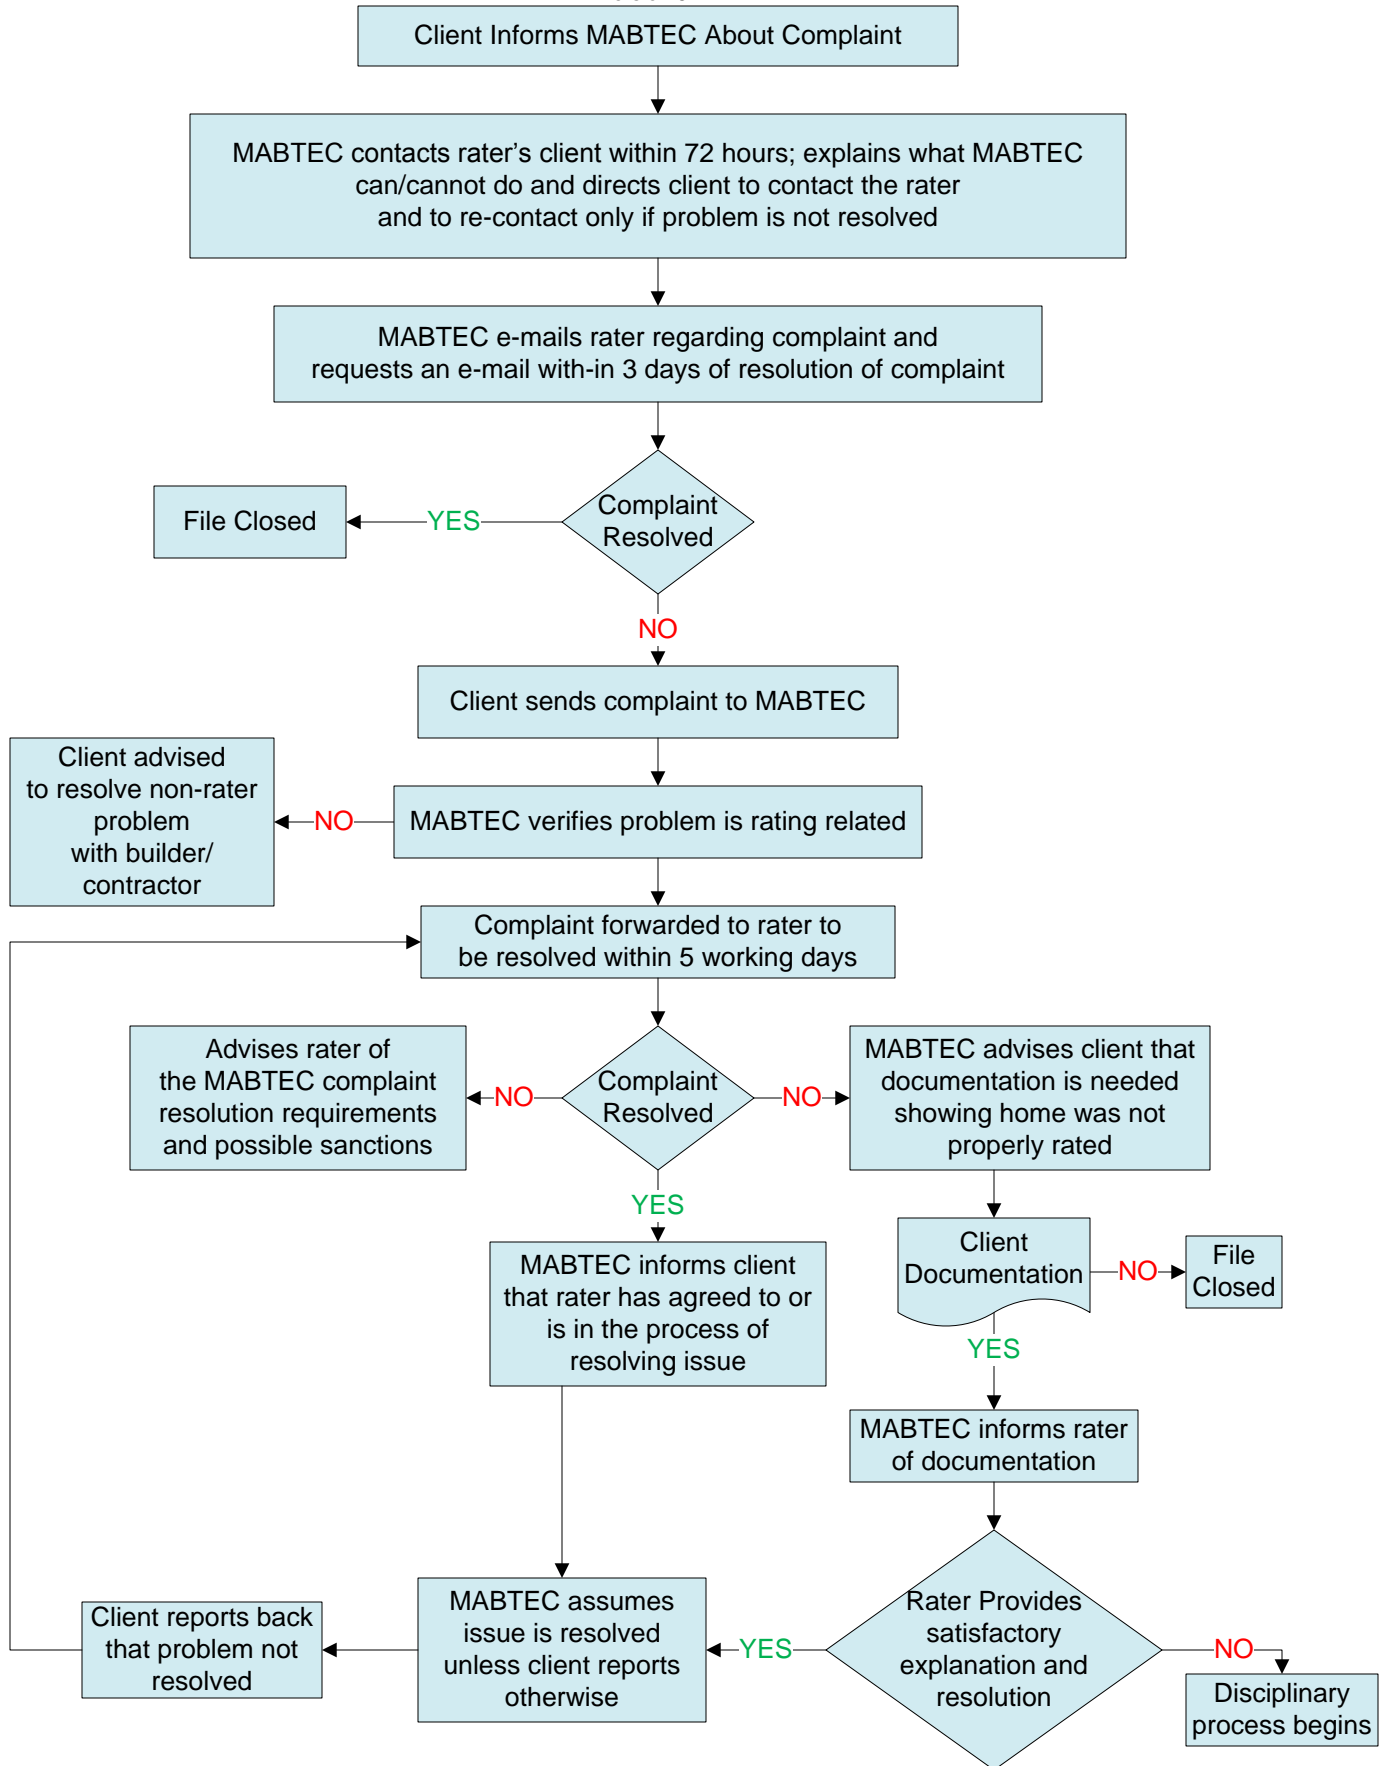 Client Informs MABTEC About Complaint
MABTEC contacts rater's client within 72 hours; explains what MABTEC
can/cannot do and directs client to contact the rater
and to re-contact only if problem is not resolved
MABTEC e-mails rater regarding complaint and
requests an e-mail with-in 3 days of resolution of complaint
Complaint
Resolved
YES
File Closed
NO
Client sends complaint to MABTEC
MABTEC verifies problem is rating related
NO
Client advised
to resolve non-rater
problem
with builder/
contractor
Complaint forwarded to rater to
be resolved within 5 working days
Complaint
Resolved
NO
Advises rater of
the MABTEC complaint
resolution requirements
and possible sanctions
NO
MABTEC advises client that
documentation is needed
showing home was not
properly rated
YES
MABTEC informs client
that rater has agreed to or
is in the process of
resolving issue
Client
Documentation
NO
File
Closed
YES
MABTEC informs rater
of documentation
Rater Provides
satisfactory
explanation and
resolution
YES
MABTEC assumes
issue is resolved
unless client reports
otherwise
Client reports back
that problem not
resolved
NO
Disciplinary
process begins